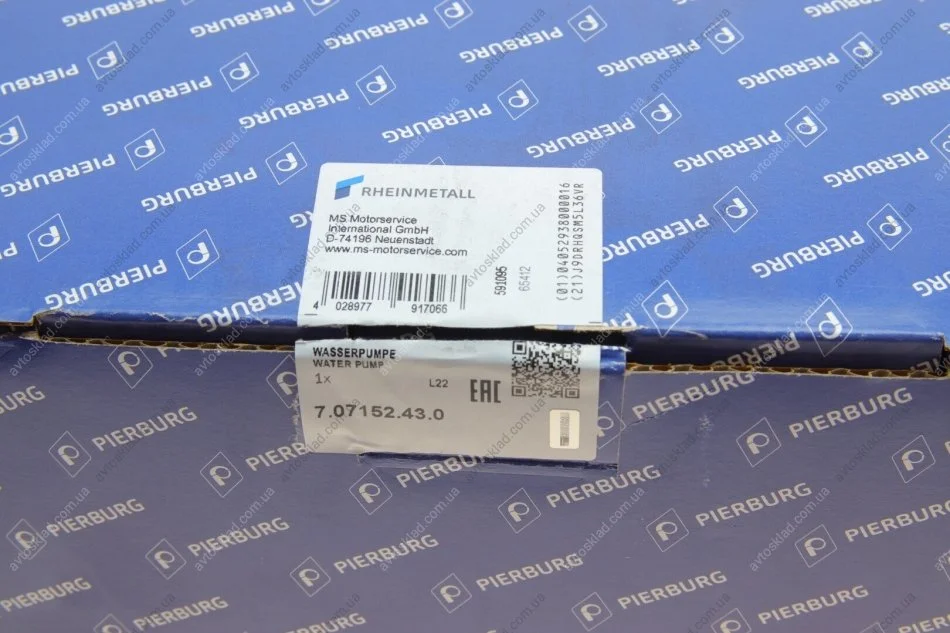 PIERBURG
RHEINMETALL
MS Motorservice
International GmbH
D-74196 Neuenstadt
www.ms-motorservice.com
4 028977 917066
591095
65412
(01)04052938000016
(21)J9DRHQSM5L36VR
WASSERPUMPE
WATER PUMP
1x
L22
EAC
7.07152.43.0
PIERBURG
avtosklad.com.ua